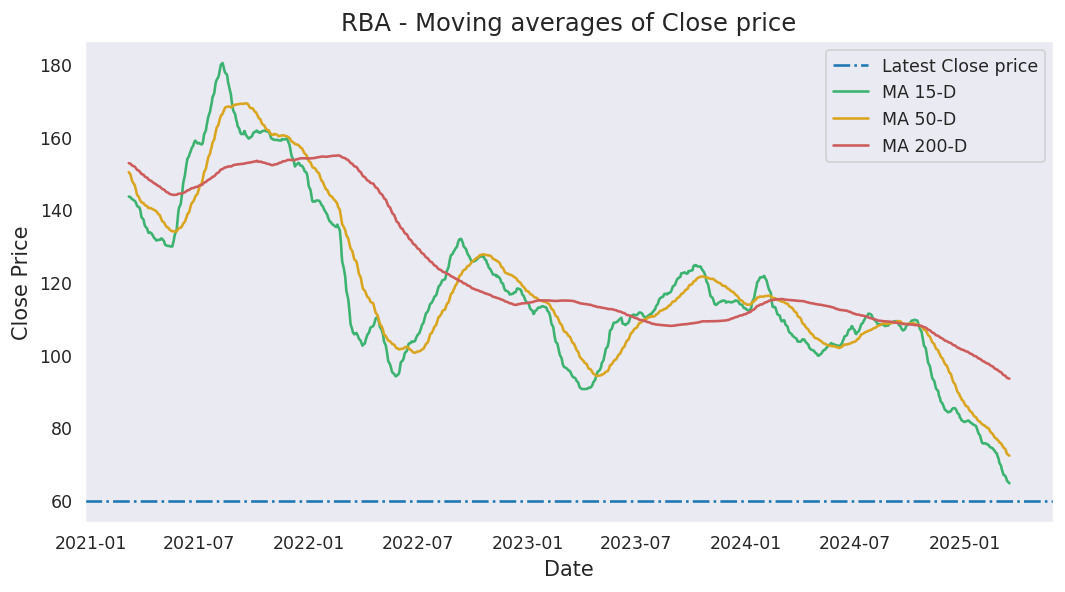 RBA - Moving averages of Close price
Latest Close price
MA 15-D
MA 50-D
MA 200-D
Close Price
180
160
140
120
100
80
60
2021-01 2021-07 2022-01 2022-07 2023-01 2023-07 2024-01 2024-07 2025-01
Date